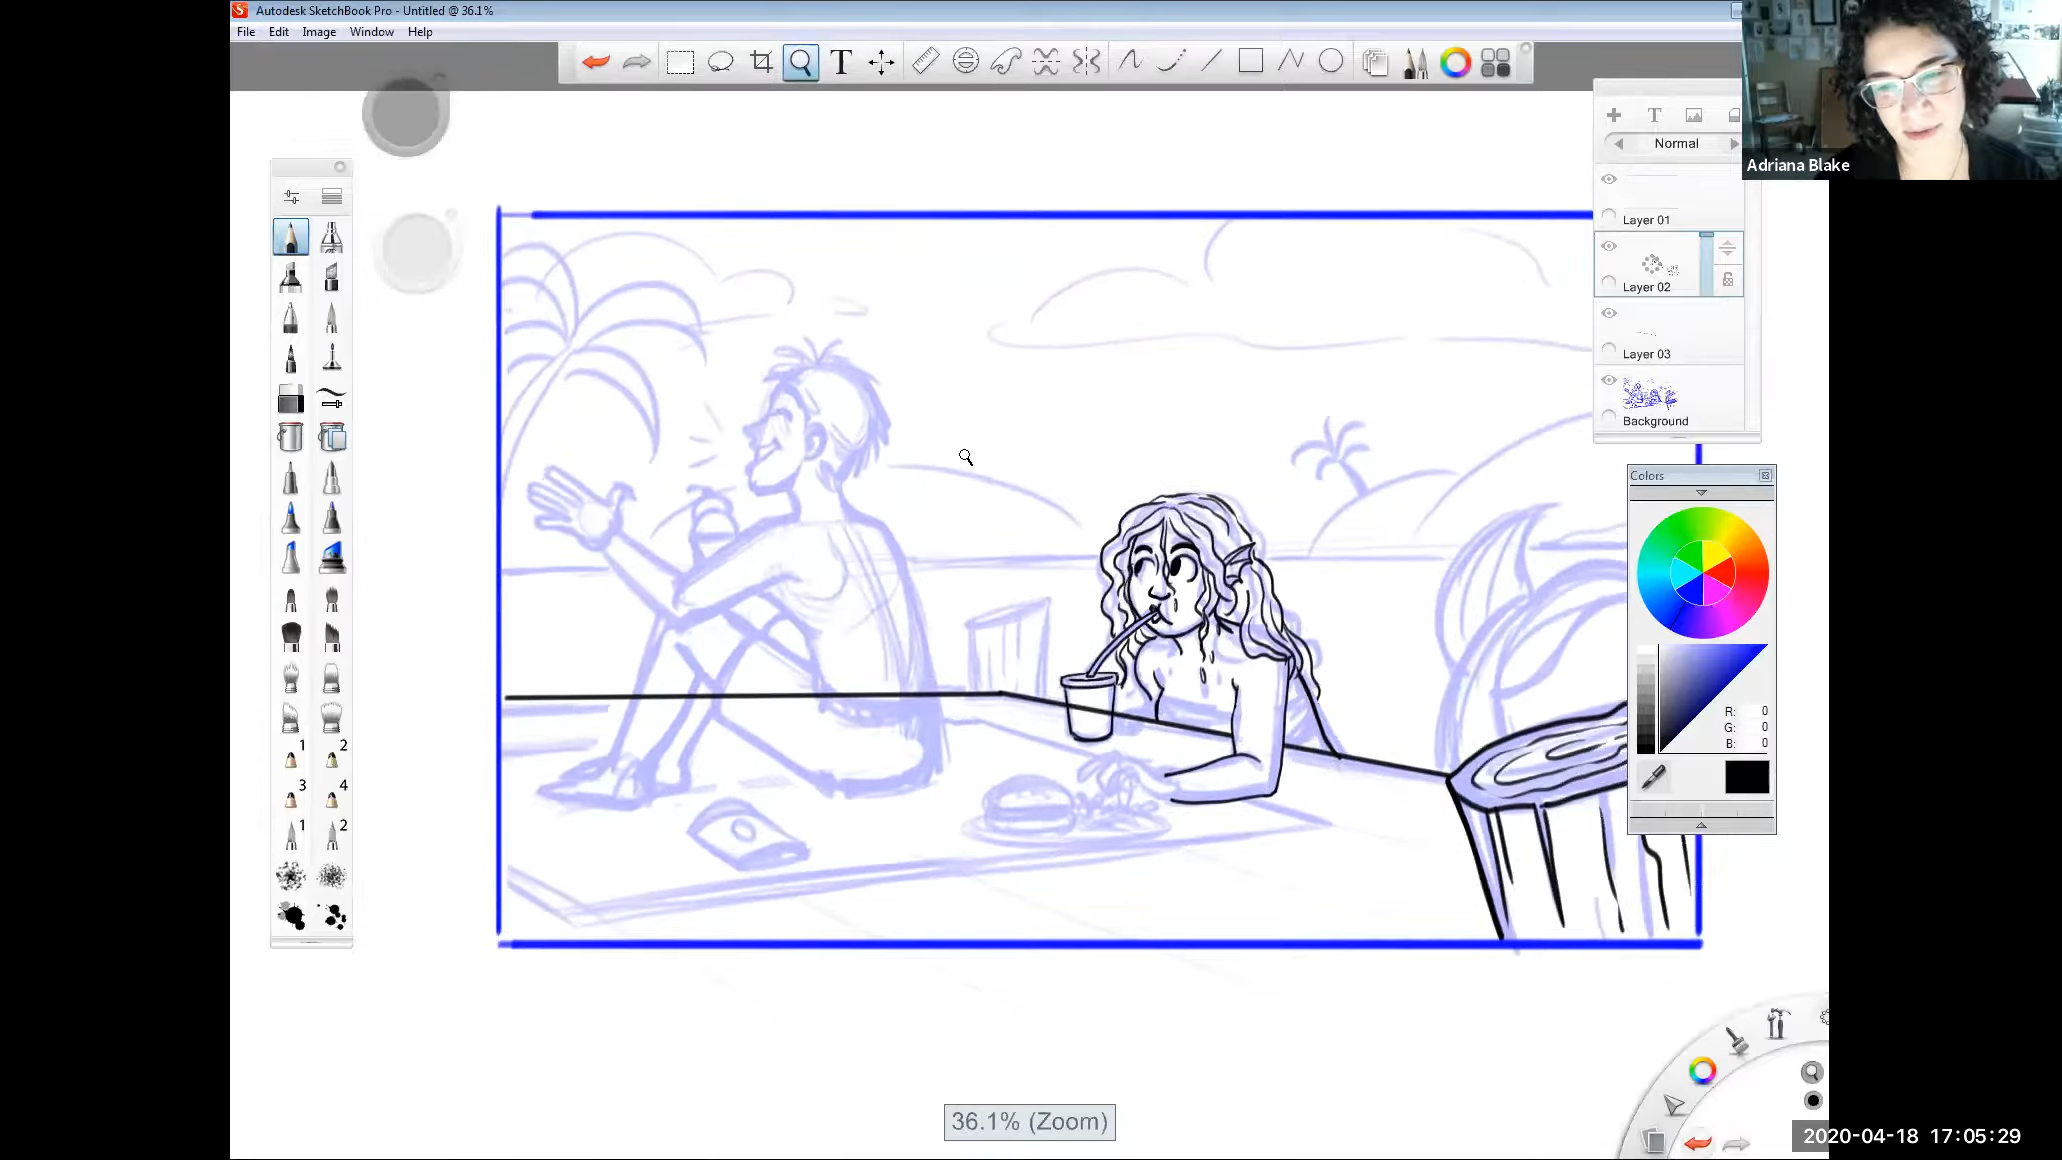 Autodesk SketchBook Pro - Untitled @ 36.1%
File Edit Image Window Help
T
T
Normal
Adriana Blake
Layer 01
Layer 02
Layer 03
Background
Colors
R: 0
G: 0
B: 0
1 2
3 4
1 2
36.1% (Zoom)
2020-04-18 17:05:29